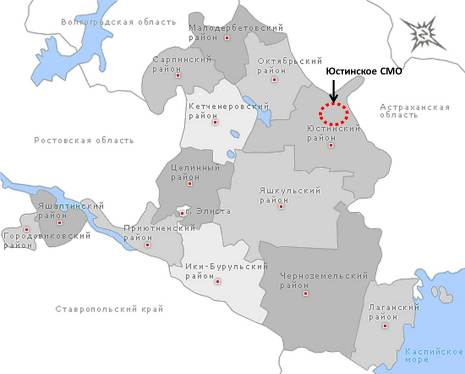 Волгоградская область
Малодербетовский
район
Сарпинский
район
Октябрьский
район
Юстинское СМО
Кетченеровский
район
Астраханская
область
Юстинский
район
Ростовская область
Целинный
район
Яшкульский
район
г. Элиста
Яшалтинский
район
Городовиковский
район
Приютненский
район
Ики-Бурульский
район
Черноземельский
район
Лаганский
район
Ставропольский край
Каспийское
море